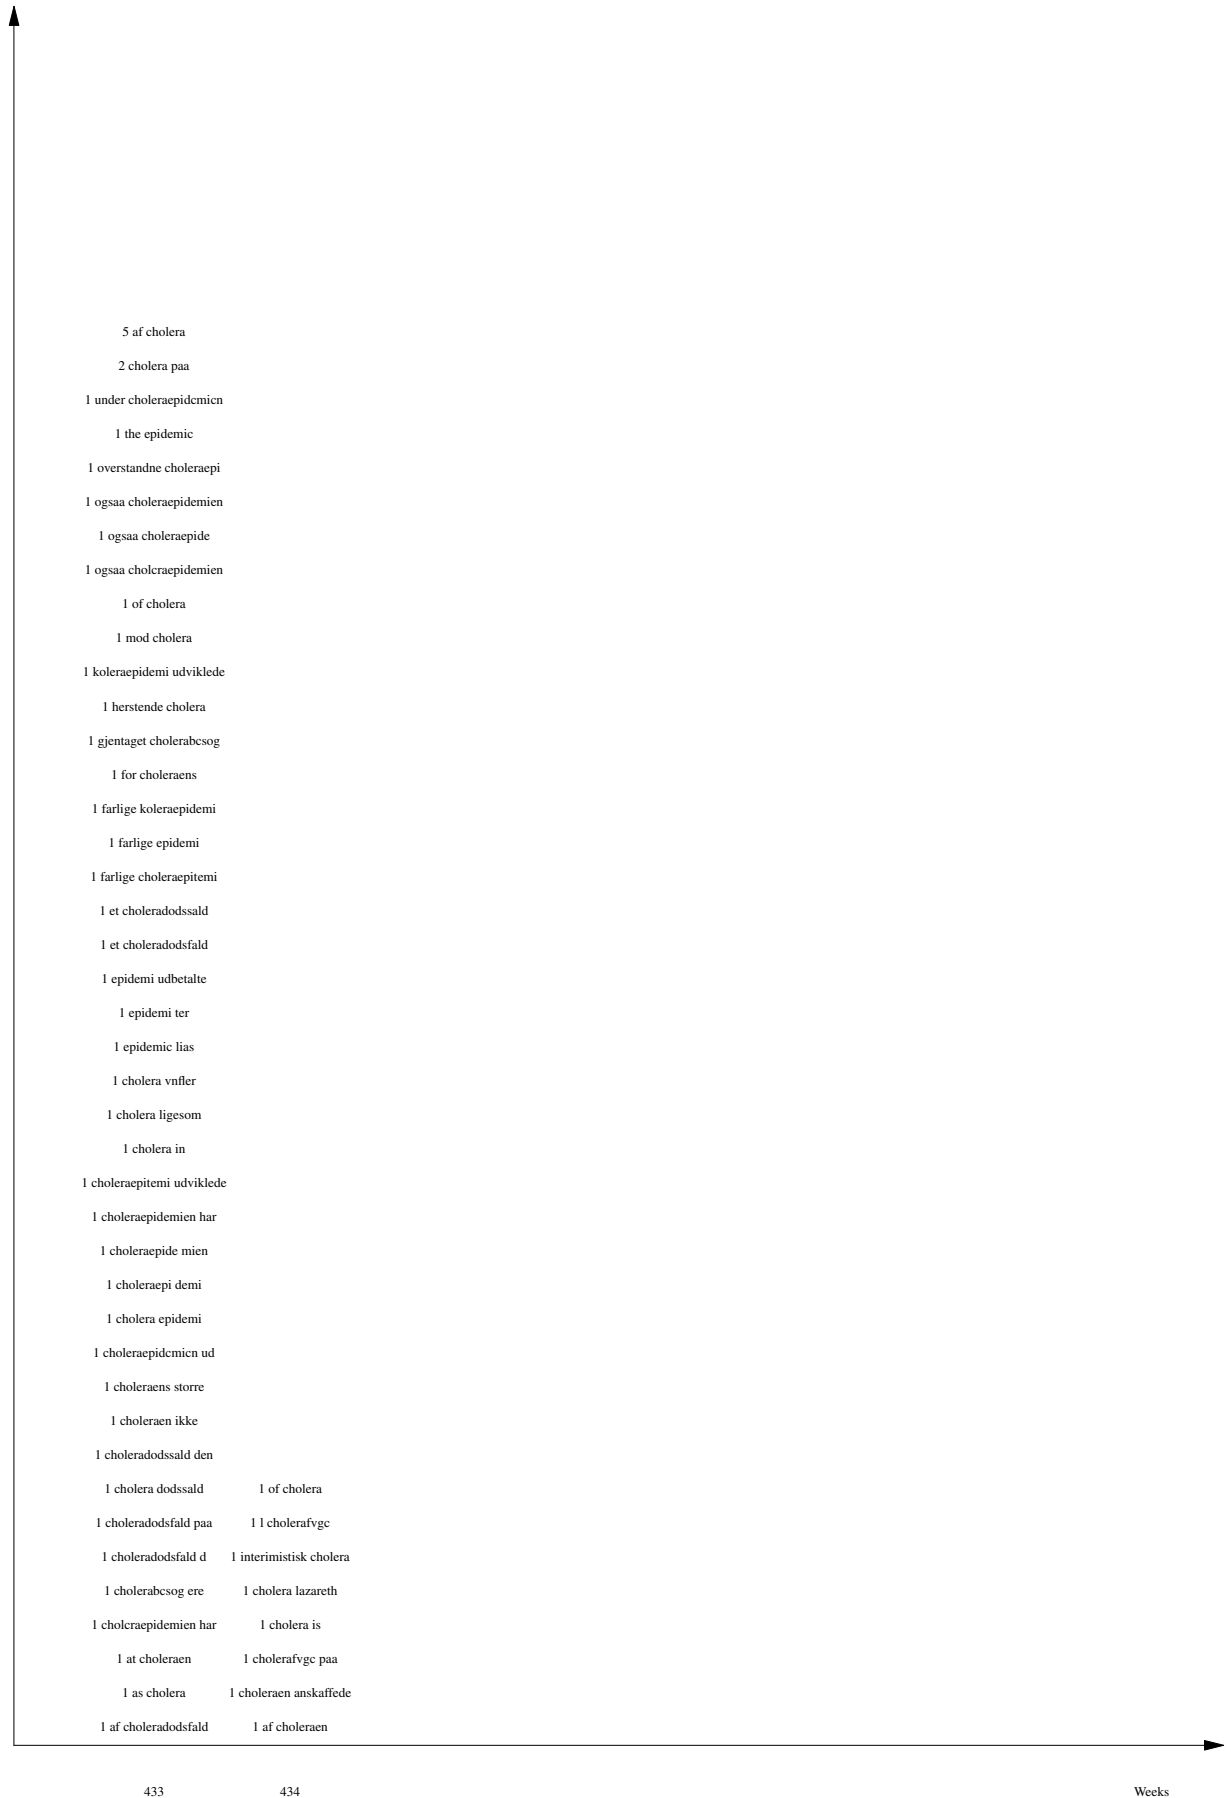 5 af cholera
2 cholera paa
1 under choleraepidcmicn
1 the epidemic
1 overstandne choleraepi
1 ogsaa choleraepidemien
1 ogsaa choleraepide
1 ogsaa cholcraepidemien
1 of cholera
1 mod cholera
1 koleraepidemi udviklede
1 herstende cholera
1 gjentaget cholerabcsog
1 for choleraens
1 farlige koleraepidemi
1 farlige epidemi
1 farlige choleraepitemi
1 et choleradodssald
1 et choleradodsfald
1 epidemi udbetalte
1 epidemi ter
1 epidemic lias
1 cholera vnfler
1 cholera ligesom
1 cholera in
1 choleraepitemi udviklede
1 choleraepidemien har
1 choleraepide mien
1 choleraepi demi
1 cholera epidemi
1 choleraepidcmicn ud
1 choleraens storre
1 choleraen ikke
1 choleradodssald den
1 cholera dodssald 1 of cholera
1 choleradodsfald paa 1 l cholerafvgc
1 choleradodsfald d 1 interimistisk cholera
1 cholerabcsog ere 1 cholera lazareth
1 cholcraepidemien har 1 cholera is
1 at choleraen 1 cholerafvgc paa
1 as cholera 1 choleraen anskaffede
1 af choleradodsfald 1 af choleraen
433 434 Weeks